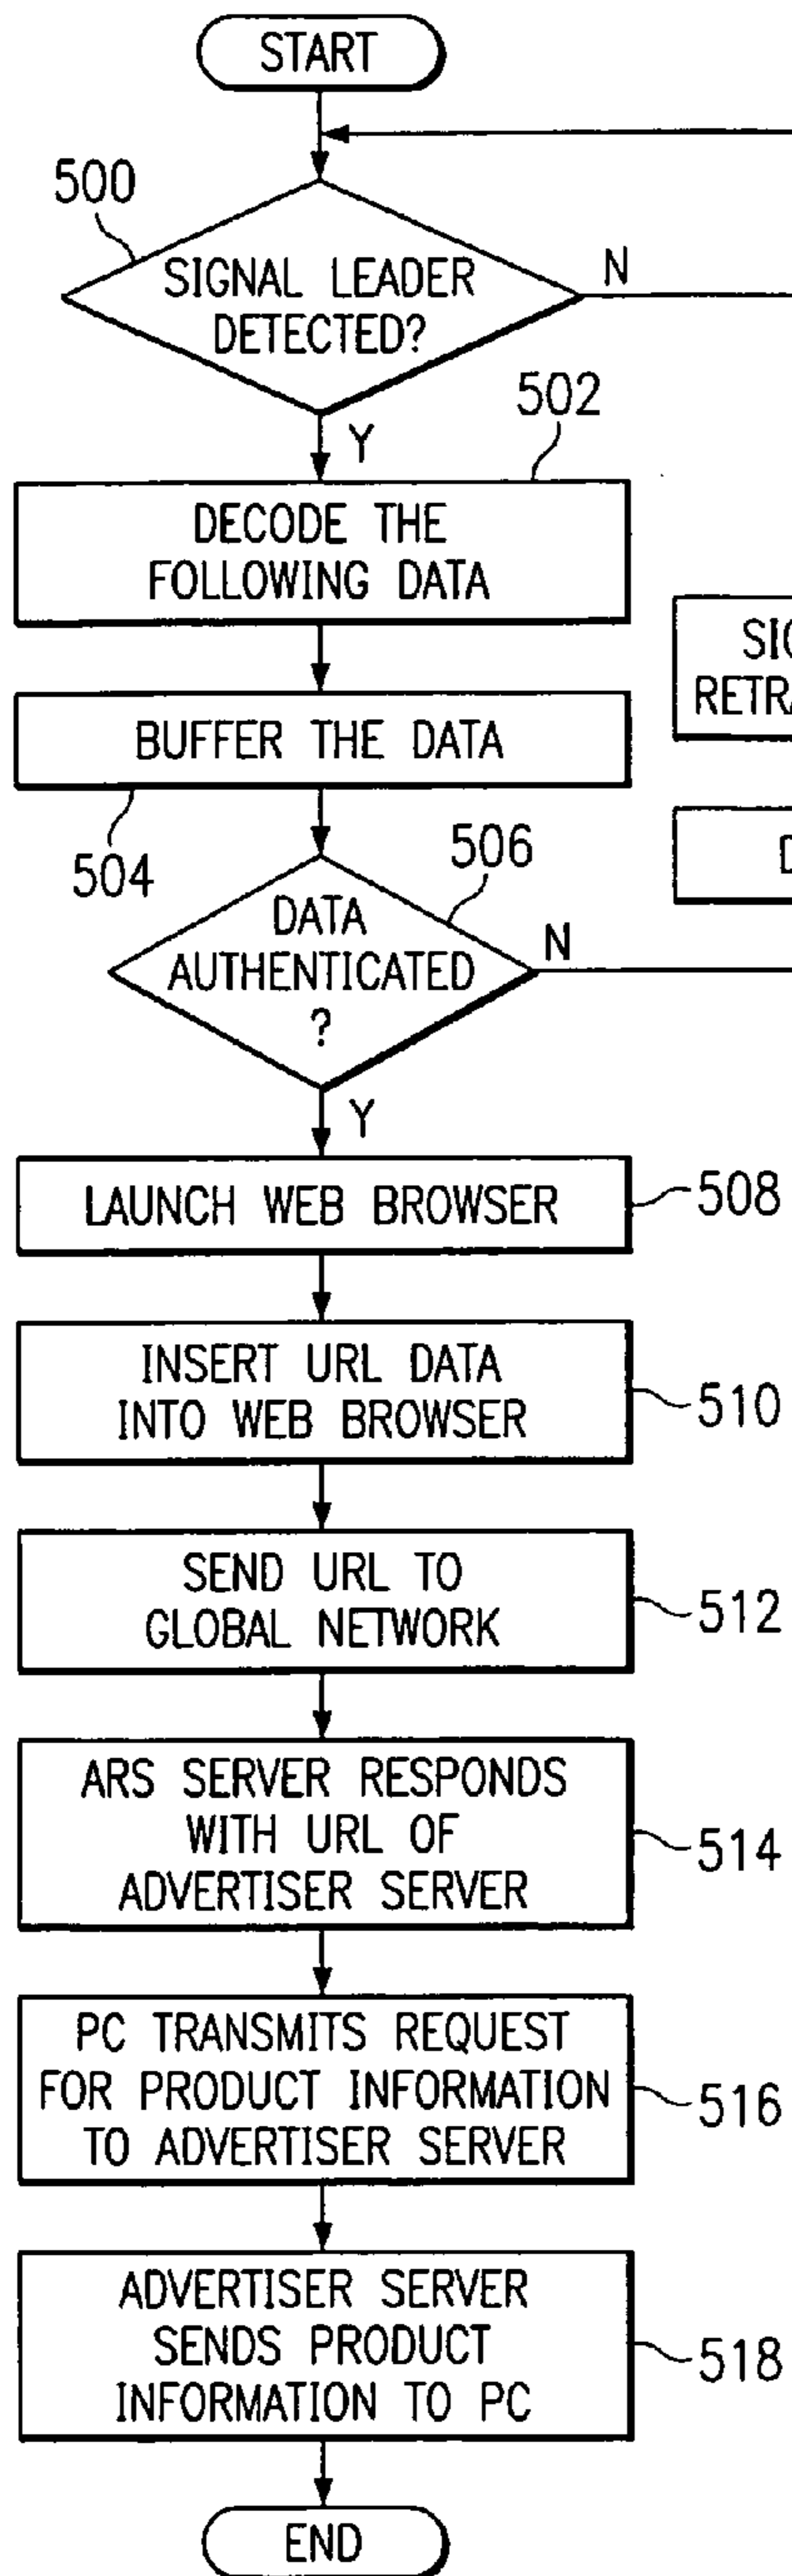 START
500
SIGNAL LEADER
DETECTED?
N
Y
502
DECODE THE
FOLLOWING DATA
BUFFER THE DATA
504
506
DATA
AUTHENTICATED
?
N
Y
LAUNCH WEB BROWSER
508
INSERT URL DATA
INTO WEB BROWSER
510
SEND URL TO
GLOBAL NETWORK
512
ARS SERVER RESPONDS
WITH URL OF
ADVERTISER SERVER
514
PC TRANSMITS REQUEST
FOR PRODUCT INFORMATION
TO ADVERTISER SERVER
516
ADVERTISER SERVER
SENDS PRODUCT
INFORMATION TO PC
518
END